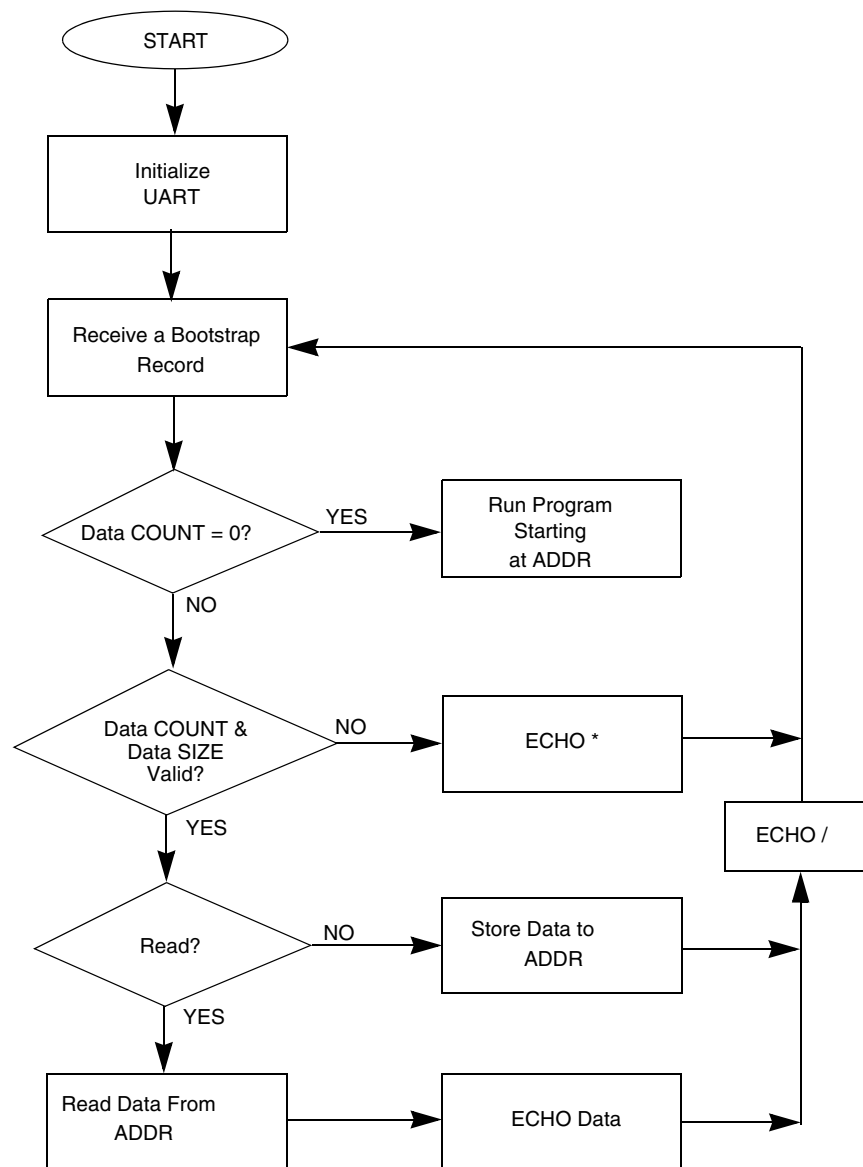 START
Initialize
UART
Receive a Bootstrap
Record
Data COUNT = 0?
YES
Run Program
Starting
at ADDR
NO
Data COUNT &
Data SIZE
Valid?
NO
ECHO *
YES
ECHO /
Read?
NO
Store Data to
ADDR
YES
Read Data From
ADDR
ECHO Data